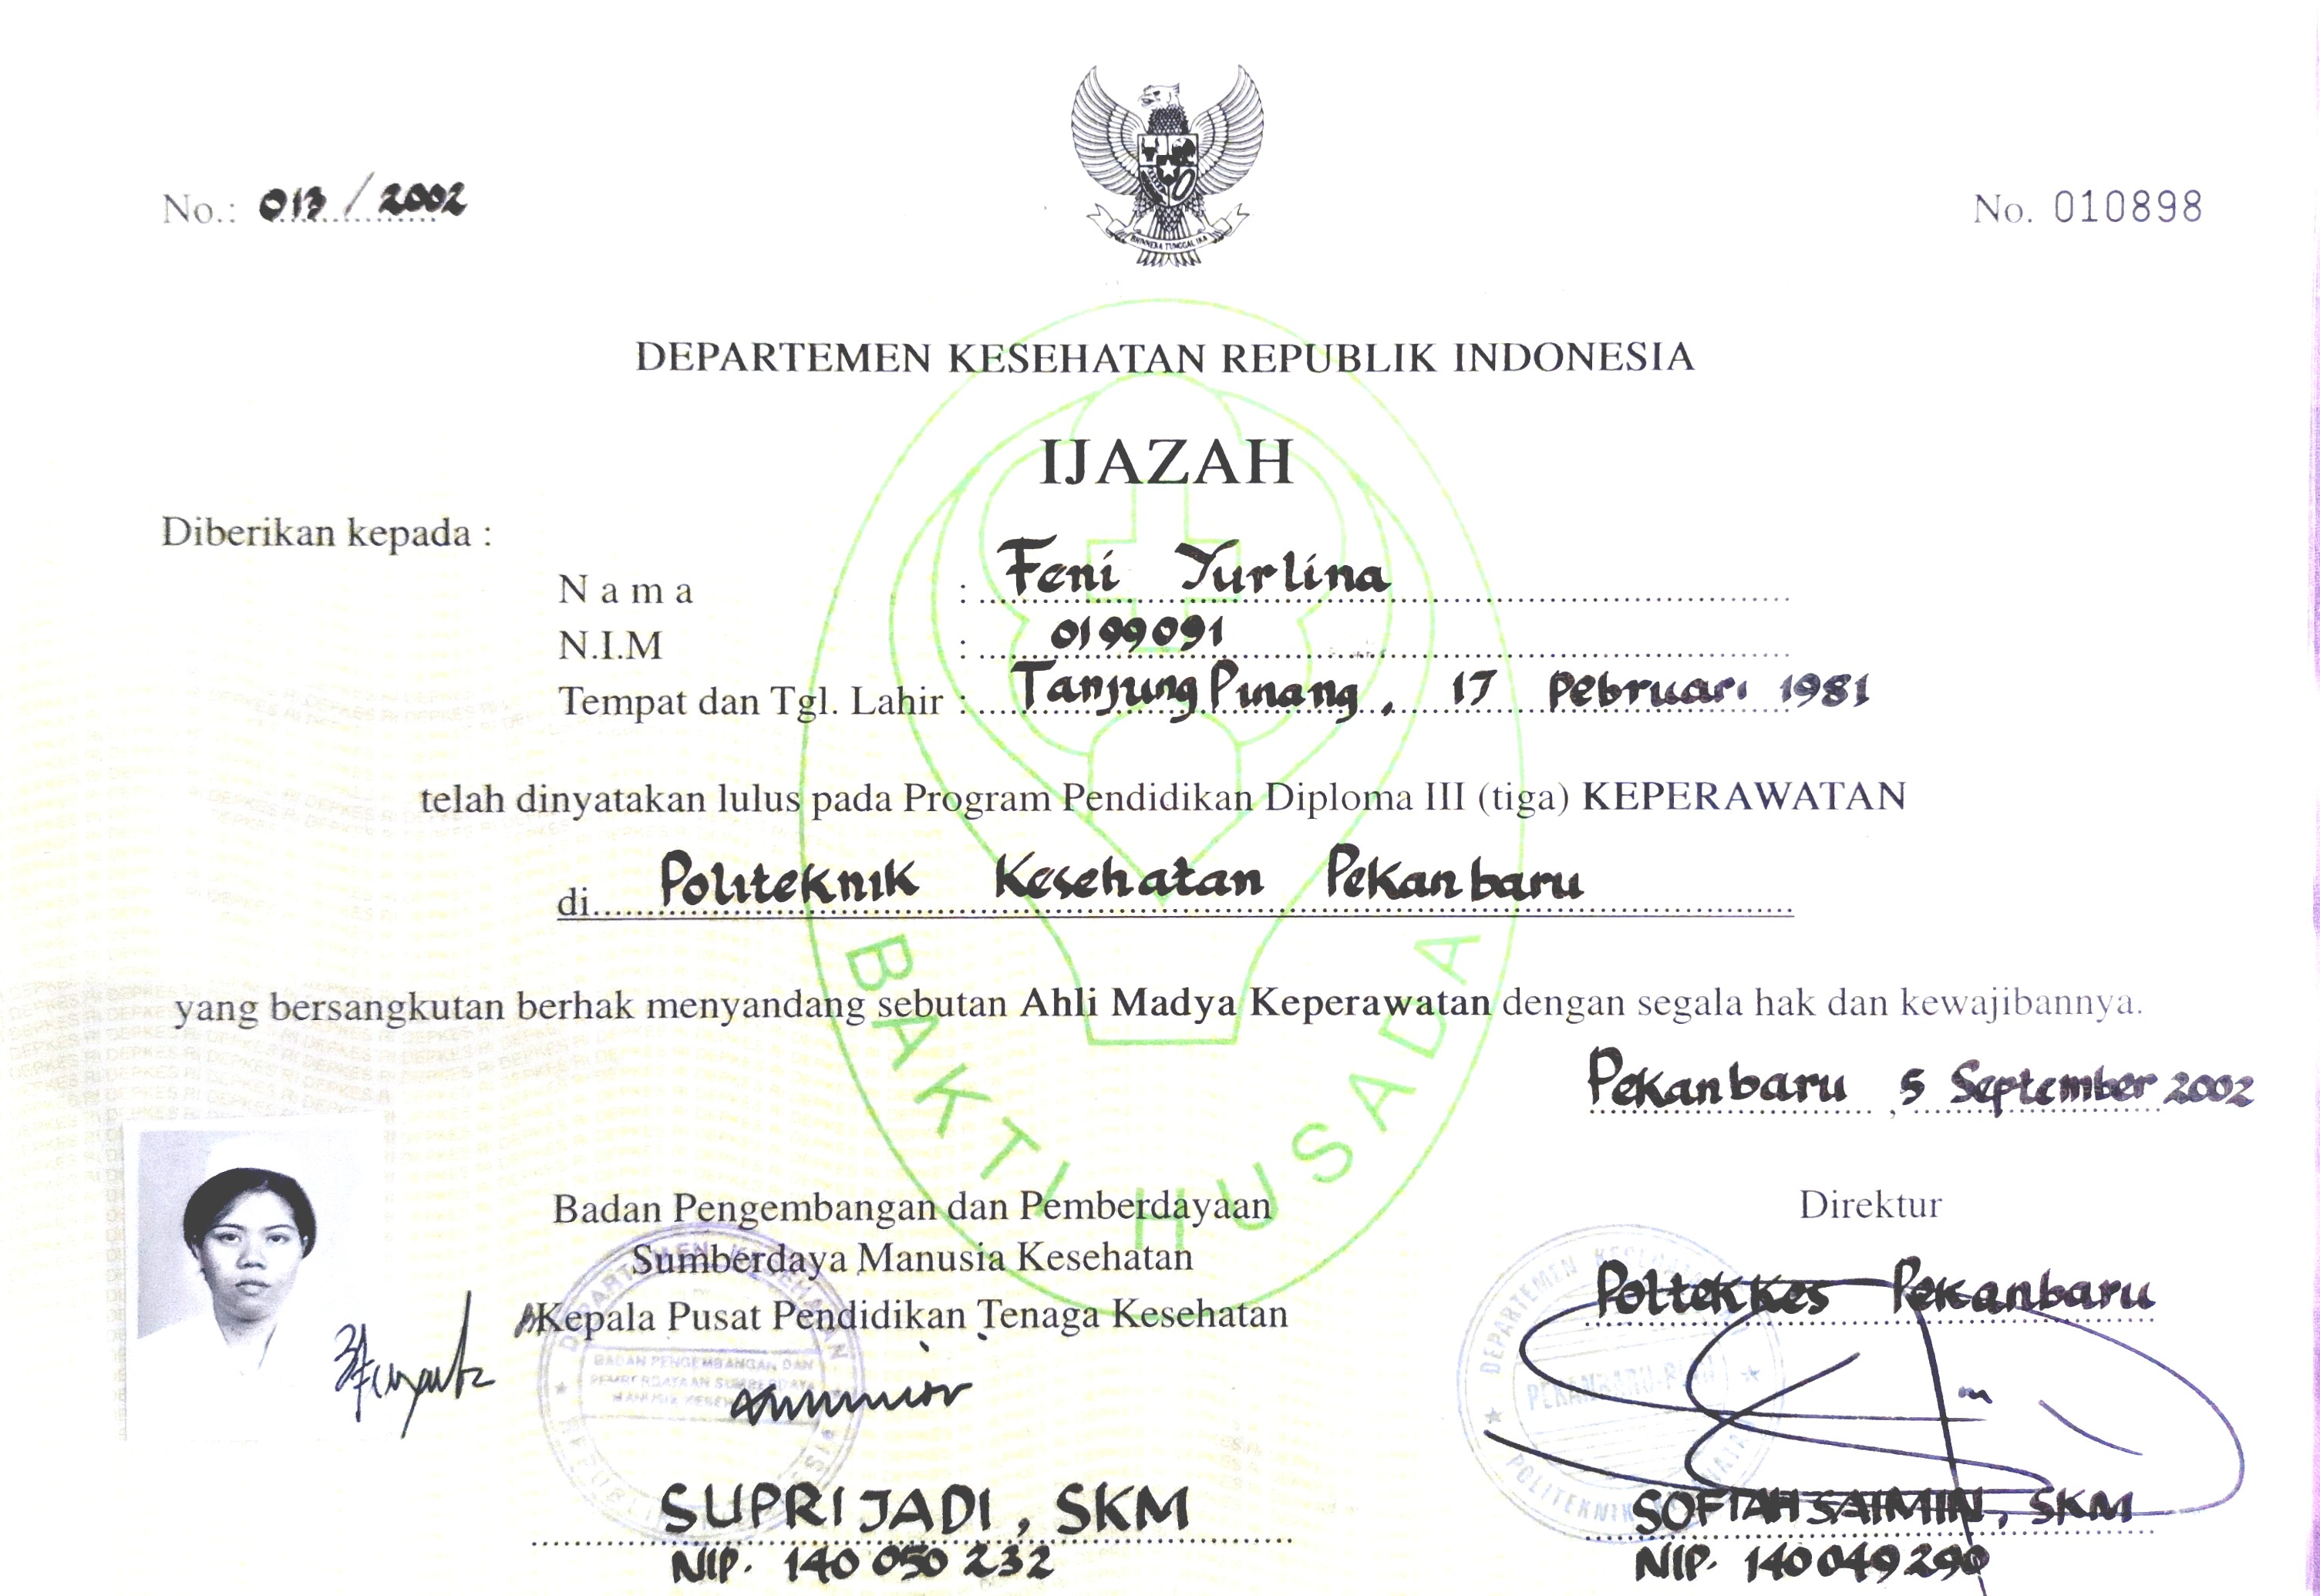 No.: 013 / 2002
No. 010898
BHINNEKA TUNGGAL IKA
DEPARTEMEN KESEHATAN REPUBLIK INDONESIA
IJAZAH
Diberikan kepada :
Nama : Feni Yurlina
N.I.M : 0199091
Tempat dan Tgl. Lahir : Tanjung Pinang, 17 Pebruari 1981
telah dinyatakan lulus pada Program Pendidikan Diploma III (tiga) KEPERAWATAN
di Politeknik Kesehatan Pekanbaru
yang bersangkutan berhak menyandang sebutan Ahli Madya Keperawatan dengan segala hak dan kewajibannya.
BAKTI HUSADA
Pekanbaru, 5 September 2002
Badan Pengembangan dan Pemberdayaan
Sumberdaya Manusia Kesehatan
Kepala Pusat Pendidikan Tenaga Kesehatan
Direktur
Poltekkes Pekanbaru
DEPARTEMEN KESEHATAN
BADAN PENGEMBANGAN DAN
PEMBERDAYAAN SUMBERDAYA
MANUSIA KESEHATAN
DEPARTEMEN KESEHATAN
PEKANBARU-RIAU
POLITEKNIK
SUPRIJADI, SKM
NIP. 140 050 232
SOFIAH SAIMIN, SKM
NIP. 140 049 290